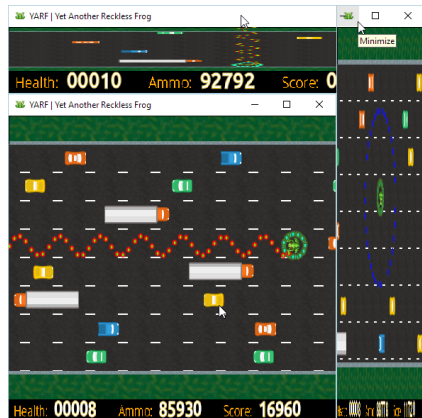 YARF | Yet Another Reckless Frog
Minimize
Health: 00010 Ammo: 92792 Score: 0
YARF | Yet Another Reckless Frog
Health: 00008 Ammo: 85930 Score: 16960